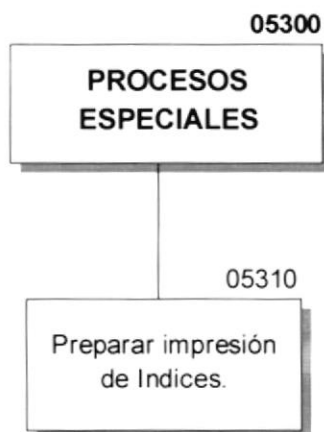 05300
PROCESOS
ESPECIALES
05310
Preparar impresión
de Indices.